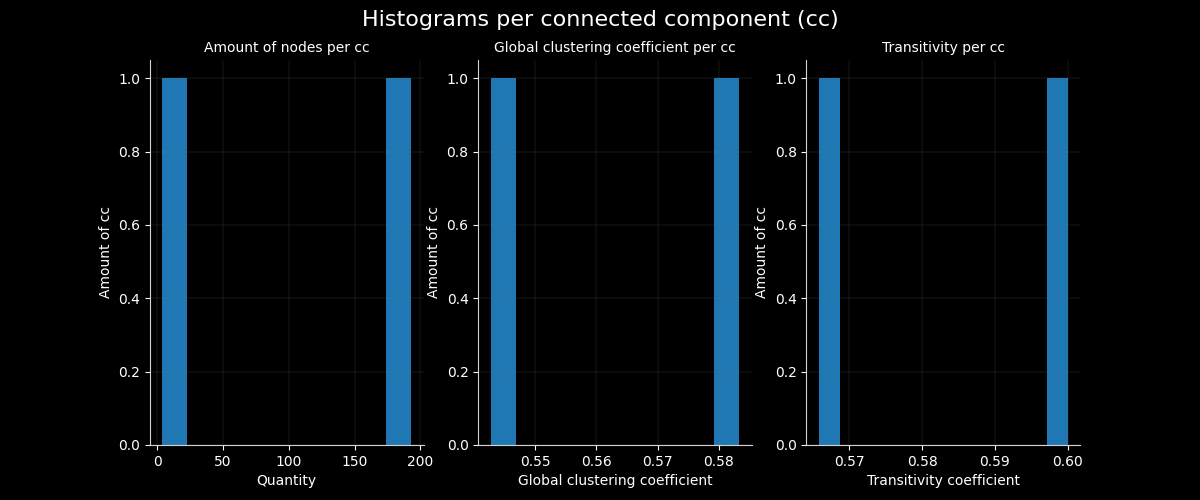 Histograms per connected component (cc)
Amount of nodes per cc
Amount of cc
1.0
0.8
0.6
0.4
0.2
0.0
0 50 100 150 200
Quantity
Global clustering coefficient per cc
Amount of cc
1.0
0.8
0.6
0.4
0.2
0.0
0.55 0.56 0.57 0.58
Global clustering coefficient
Transitivity per cc
Amount of cc
1.0
0.8
0.6
0.4
0.2
0.0
0.57 0.58 0.59 0.60
Transitivity coefficient